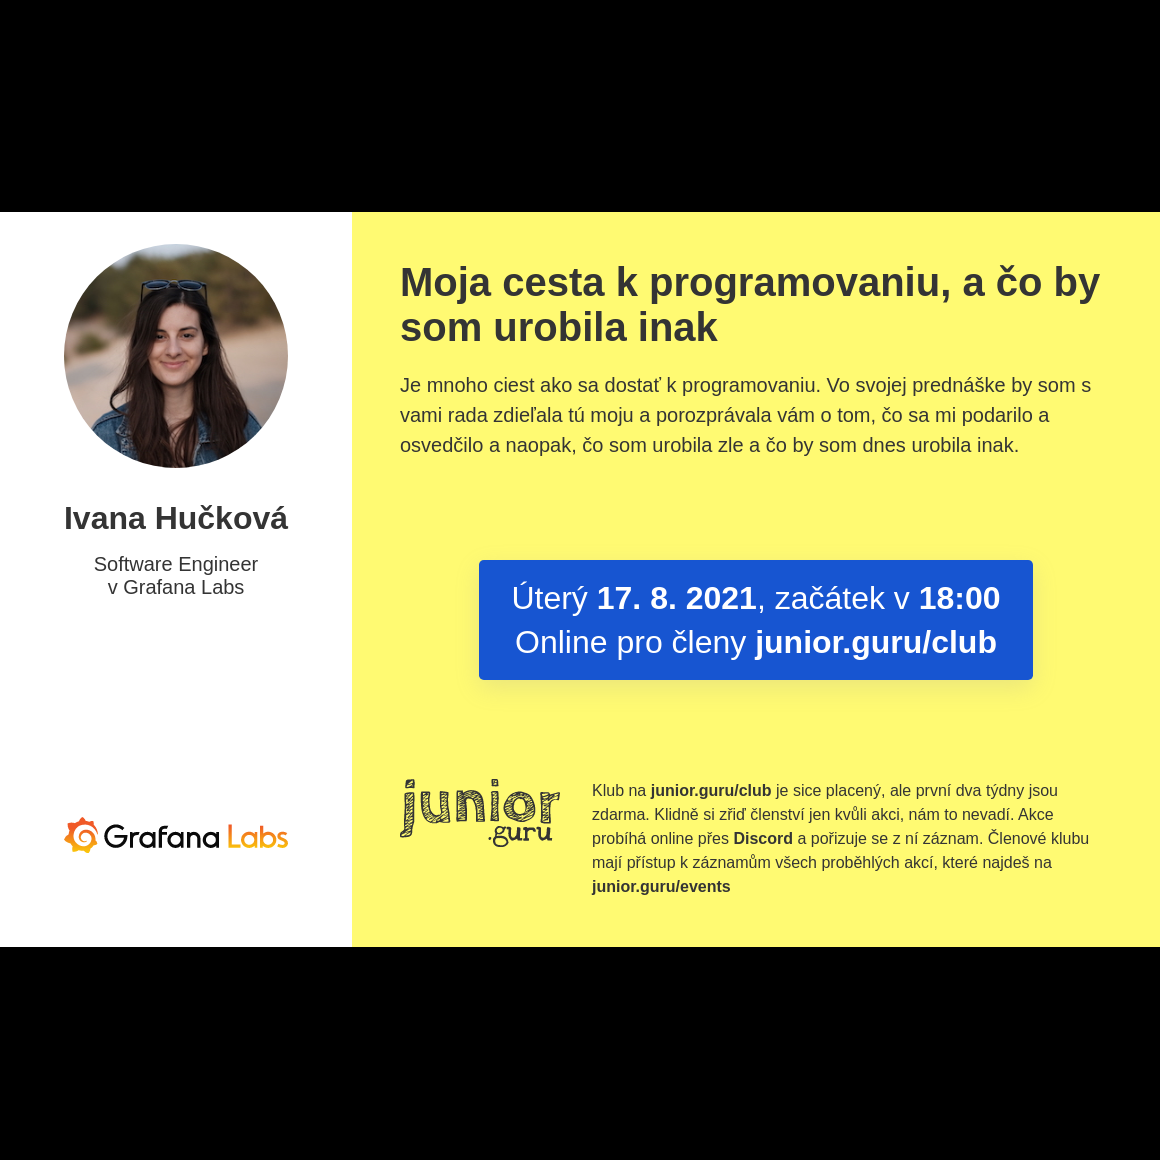 Ivana Hučková
Software Engineer
v Grafana Labs
Grafana Labs
Moja cesta k programovaniu, a čo by
som urobila inak
Je mnoho ciest ako sa dostať k programovaniu. Vo svojej prednáške by som s
vami rada zdieľala tú moju a porozprávala vám o tom, čo sa mi podarilo a
osvedčilo a naopak, čo som urobila zle a čo by som dnes urobila inak.
Úterý 17. 8. 2021, začátek v 18:00
Online pro členy junior.guru/club
junior
.guru
Klub na junior.guru/club je sice placený, ale první dva týdny jsou
zdarma. Klidně si zřiď členství jen kvůli akci, nám to nevadí. Akce
probíhá online přes Discord a pořizuje se z ní záznam. Členové klubu
mají přístup k záznamům všech proběhlých akcí, které najdeš na
junior.guru/events